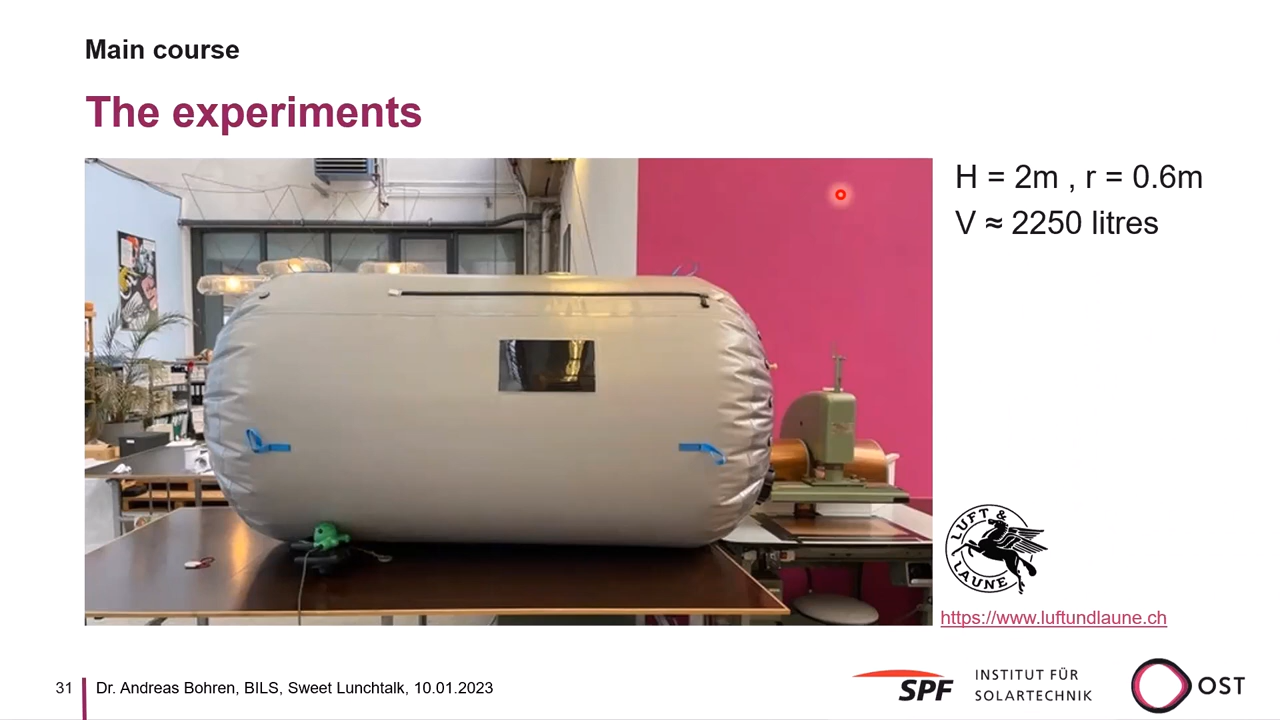 Main course
The experiments
H = 2m , r = 0.6m
V ≈ 2250 litres
LUFT &
LAUNE
https://www.luftundlaune.ch
31
Dr. Andreas Bohren, BILS, Sweet Lunchtalk, 10.01.2023
SPF
INSTITUT FÜR
SOLARTECHNIK
OST